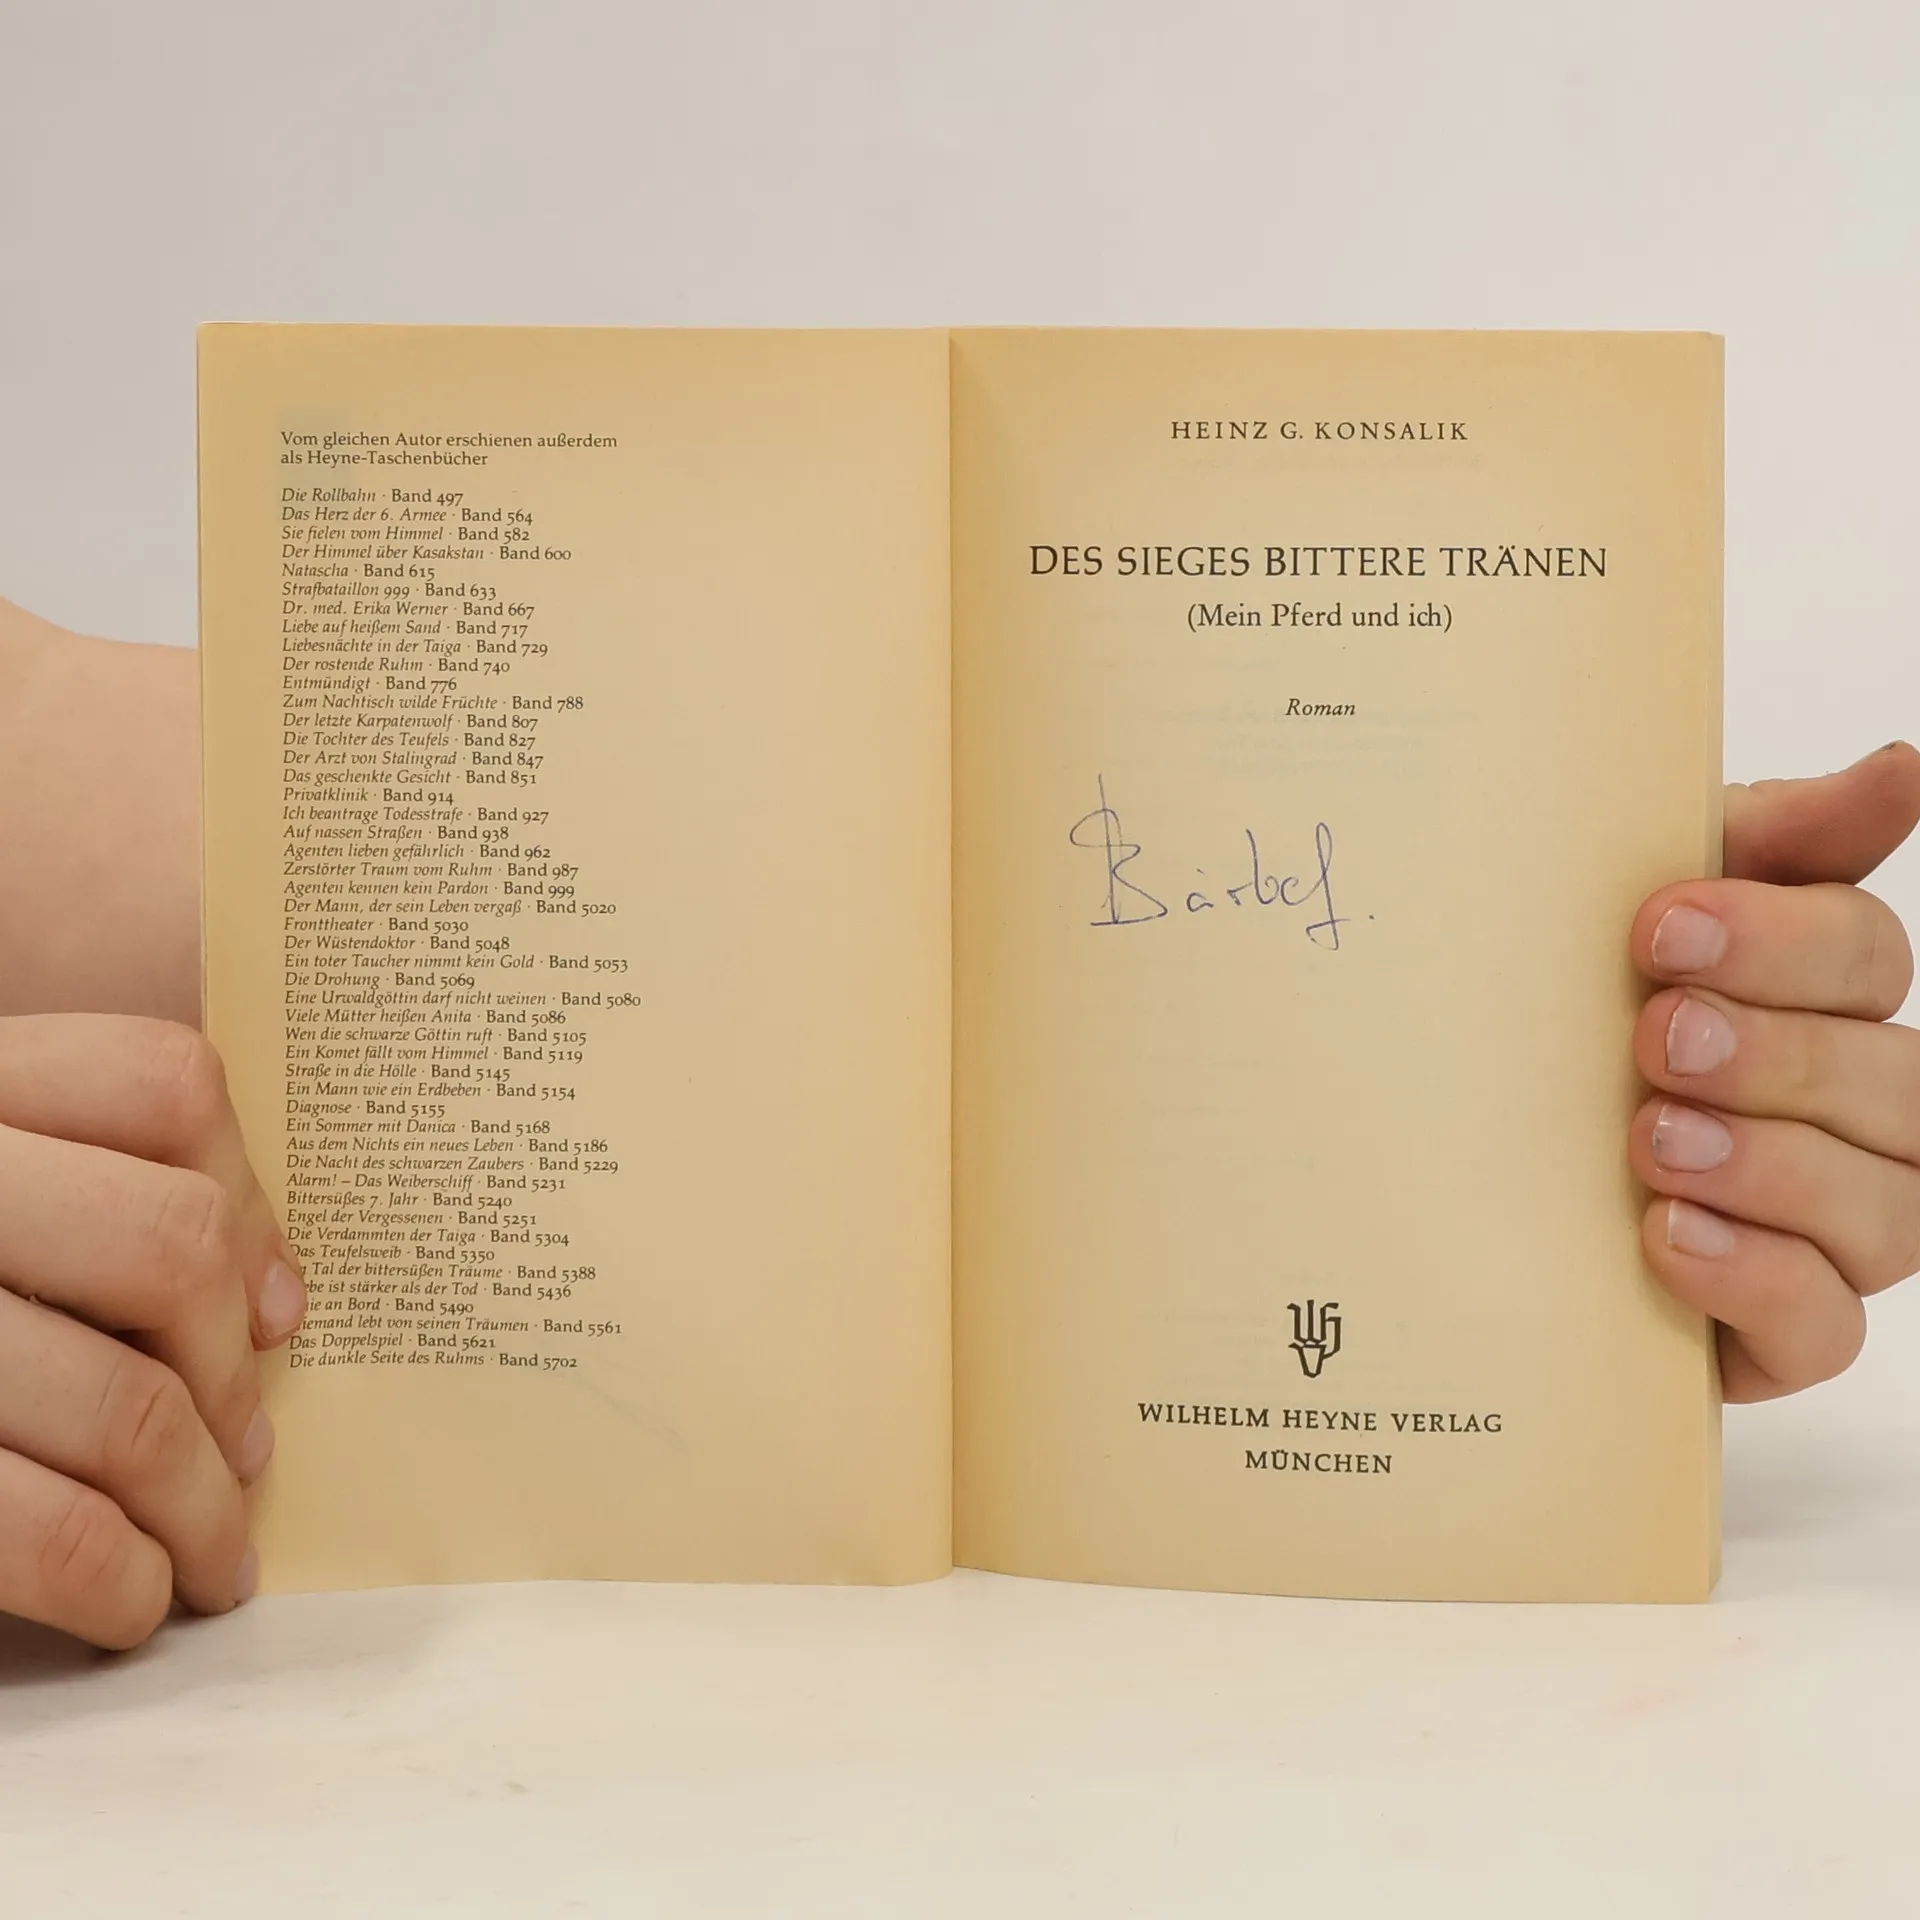 Vom gleichen Autor erschienen außerdem
als Heyne-Taschenbücher
Die Rollbahn · Band 497
Das Herz der 6. Armee · Band 564
Sie fielen vom Himmel · Band 582
Der Himmel über Kasakstan · Band 600
Natascha · Band 615
Strafbataillon 999 · Band 633
Dr. med. Erika Werner · Band 667
Liebe auf heißem Sand · Band 717
Liebesnächte in der Taiga · Band 729
Der rostende Ruhm · Band 740
Entmündigt · Band 776
Zum Nachtisch wilde Früchte · Band 788
Der letzte Karpatenwolf · Band 807
Die Tochter des Teufels · Band 827
Der Arzt von Stalingrad · Band 847
Das geschenkte Gesicht · Band 851
Privatklinik · Band 914
Ich beantrage Todesstrafe · Band 927
Auf nassen Straßen · Band 938
Agenten lieben gefährlich · Band 962
Zerstörter Traum vom Ruhm · Band 987
Agenten kennen kein Pardon · Band 999
Der Mann, der sein Leben vergaß · Band 5020
Fronttheater · Band 5030
Der Wüstendoktor · Band 5048
Ein toter Taucher nimmt kein Gold · Band 5053
Die Drohung · Band 5069
Eine Urwaldgöttin darf nicht weinen · Band 5080
Viele Mütter heißen Anita · Band 5086
Wen die schwarze Göttin ruft · Band 5105
Ein Komet fällt vom Himmel · Band 5119
Straße in die Hölle · Band 5145
Ein Mann wie ein Erdbeben · Band 5154
Diagnose · Band 5155
Ein Sommer mit Danica · Band 5168
Aus dem Nichts ein neues Leben · Band 5186
Die Nacht des schwarzen Zaubers · Band 5229
Alarm! – Das Weiberschiff · Band 5231
Bittersüßes 7. Jahr · Band 5240
Engel der Vergessenen · Band 5251
Die Verdammten der Taiga · Band 5304
Das Teufelsweib · Band 5350
Tal der bittersüßen Träume · Band 5388
ist stärker als der Tod · Band 5436
an Bord · Band 5490
iemand lebt von seinen Träumen · Band 5561
Das Doppelspiel · Band 5621
Die dunkle Seite des Ruhms · Band 5702
HEINZ G. KONSALIK
DES SIEGES BITTERE TRÄNEN
(Mein Pferd und ich)
Roman
Bärbel.
WILHELM HEYNE VERLAG
MÜNCHEN